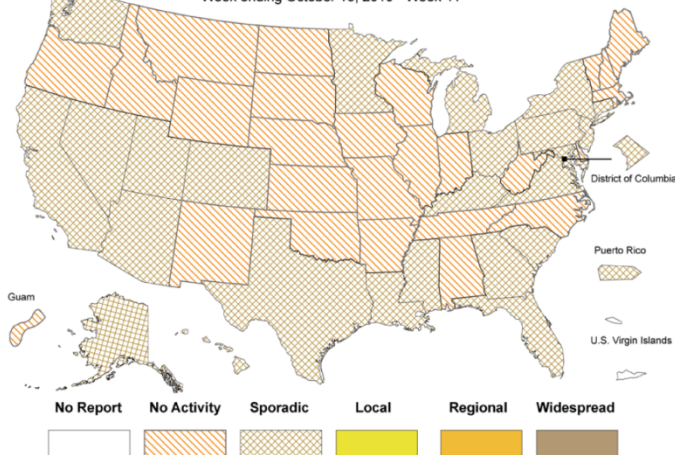 District of Columbia
Puerto Rico
Guam
U.S. Virgin Islands
No Report No Activity Sporadic Local Regional Widespread